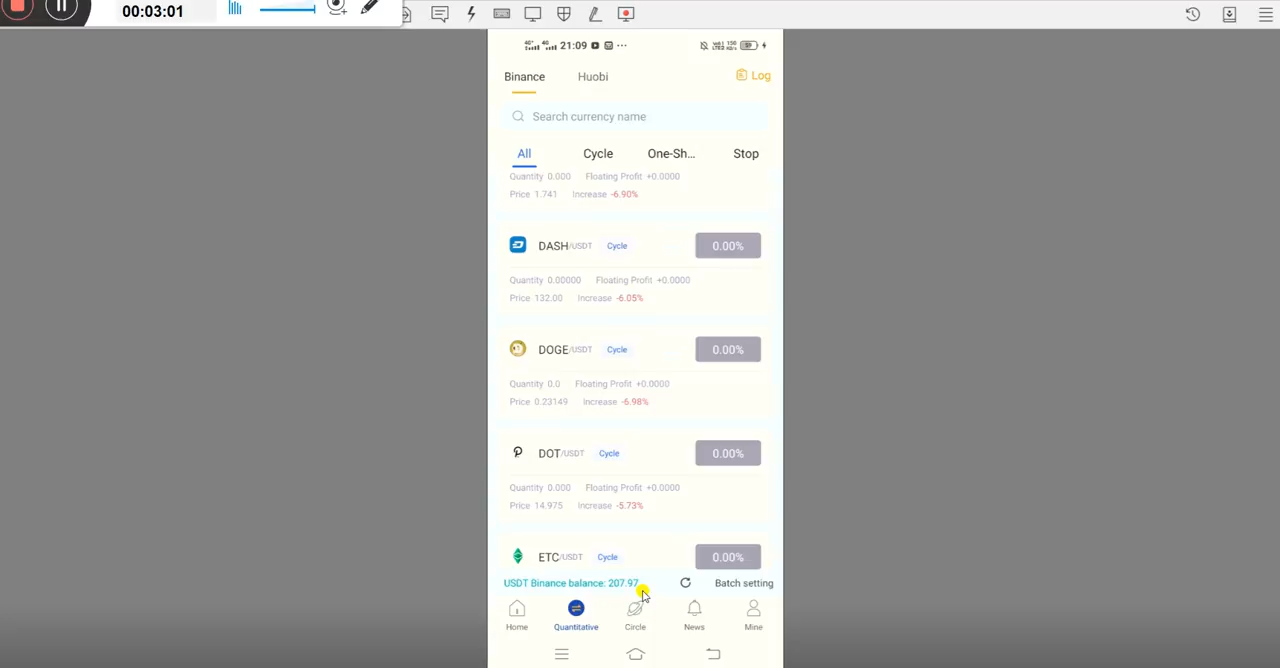 00:03:01
21:09 ...
Binance Huobi Log
Search currency name
All Cycle One-Sh... Stop
Quantity 0.000 Floating Profit +0.0000
Price 1.741 Increase -6.90%
DASH/USDT Cycle 0.00%
Quantity 0.00000 Floating Profit +0.0000
Price 132.00 Increase -6.05%
DOGE/USDT Cycle 0.00%
Quantity 0.0 Floating Profit +0.0000
Price 0.23149 Increase -6.98%
DOT/USDT Cycle 0.00%
Quantity 0.000 Floating Profit +0.0000
Price 14.975 Increase -5.73%
ETC/USDT Cycle 0.00%
USDT Binance balance: 207.97 Batch setting
Home Quantitative Circle News Mine